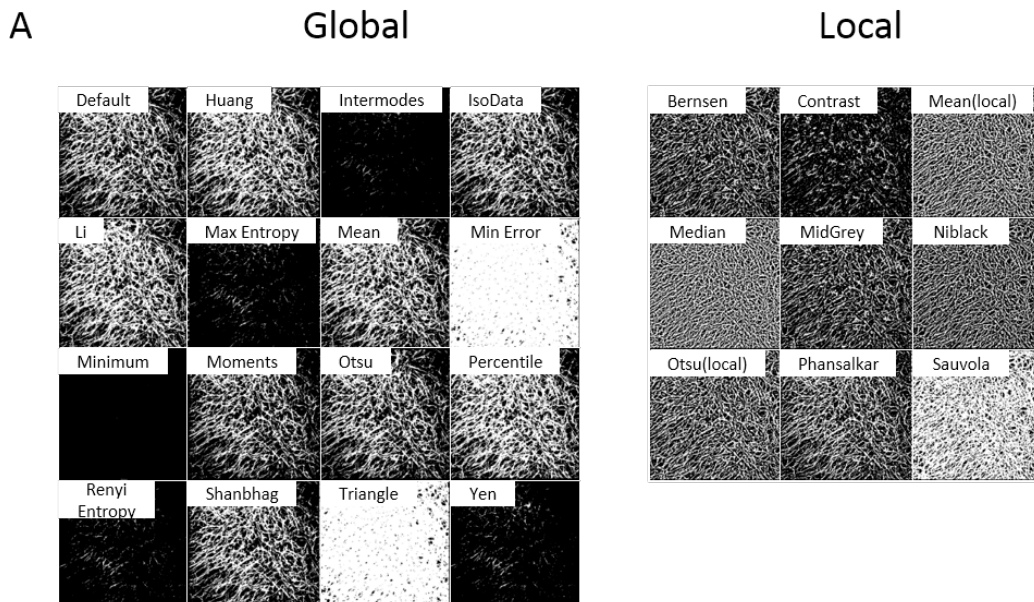 A
Global
Local
Default
Huang
Intermodes
IsoData
Bernsen
Contrast
Mean(local)
Li
Max Entropy
Mean
Min Error
Median
MidGrey
Niblack
Minimum
Moments
Otsu
Percentile
Otsu(local)
Phansalkar
Sauvola
Renyi
Entropy
Shanbhag
Triangle
Yen